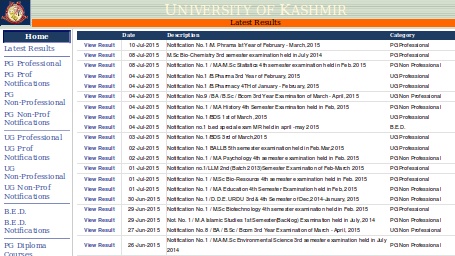 UNIVERSITY OF KASHMIR
Latest Results
Home
Latest Results
PG Professional
PG Prof
Notifications
PG
Non-Professional
PG Non-Prof
Notifications
UG Professional
UG Prof
Notifications
UG
Non-Professional
UG Non-Prof
Notifications
B.E.D.
B.E.D.
Notifications
PG Diploma
Courses
Date Description Category
View Result 10-Jul-2015 Notification No.1/M.Phrama Ist Year of February - March, 2015 PG Professional
View Result 08-Jul-2015 M.Sc Bio-Chemistry 3rd semester examination held in July 2014 PG Professional
View Result 08-Jul-2015 Notification No. 1 / MA/M.Sc Statistics 4th semester examination held in Feb. 2015 PG Non Professional
View Result 04-Jul-2015 Notification No.1 /B.Pharma 3rd Year of February, 2015 UG Professional
View Result 04-Jul-2015 Notification No.1 /B.Pharmacy 4TH of January - February, 2015 UG Professional
View Result 04-Jul-2015 Notification No.9 / BA /B.Sc / Bcom 3rd Year Examination of March - April, 2015 UG Non Professional
View Result 04-Jul-2015 Notification No. 1 / MA History 4th Semester Examination held in Feb. 2015 PG Non Professional
View Result 04-Jul-2015 Notification No.1/BDS 1st of March, 2015 UG Professional
View Result 04-Jul-2015 Notification no.1 bed special exam MR held in april -may 2015 B.E.D.
View Result 02-Jul-2015 Notification No.1/BDS 3rd of March,2015 UG Professional
View Result 02-Jul-2015 Notification No.1 BALLB 5th semester examination held in Feb,Mar,2015 UG Professional
View Result 02-Jul-2015 Notification No. 1 / MA Psychology 4th semester examination held in Feb. 2015 PG Non Professional
View Result 01-Jul-2015 Notification no.1/LLM 2nd (Batch 2013)Semester Examination of Feb-March 2015 PG Professional
View Result 01-Jul-2015 Notification No. 1 / MSc Bio-Resource 4th semester examination held in Feb. 2015 PG Non Professional
View Result 01-Jul-2015 Notification No. 1 / MA Education 4th Semester Examination held in Feb. 2015 PG Non Professional
View Result 30-Jun-2015 Notification No. 1 / D.D.E. URDU 3rd & 4th Semester of Dec,2014-January, 2015 PG Non Professional
View Result 29-Jun-2015 Notification No. 1 / MSc Biotechnology 4th semester examination held in Feb. 2015 PG Professional
View Result 29-Jun-2015 Not. No. 1 / M.A Islamic Studies 1st Semester(Backlog) Examination held in July, 2014 PG Non Professional
View Result 27-Jun-2015 Notification No. 8 / BA / B.Sc / Bcom 3rd Year Examination of March - April, 2015 UG Non Professional
View Result 26-Jun-2015 Notification No. 1 / MA/M.Sc Environmental Science 3rd semester examination held in July PG Non Professional
2014